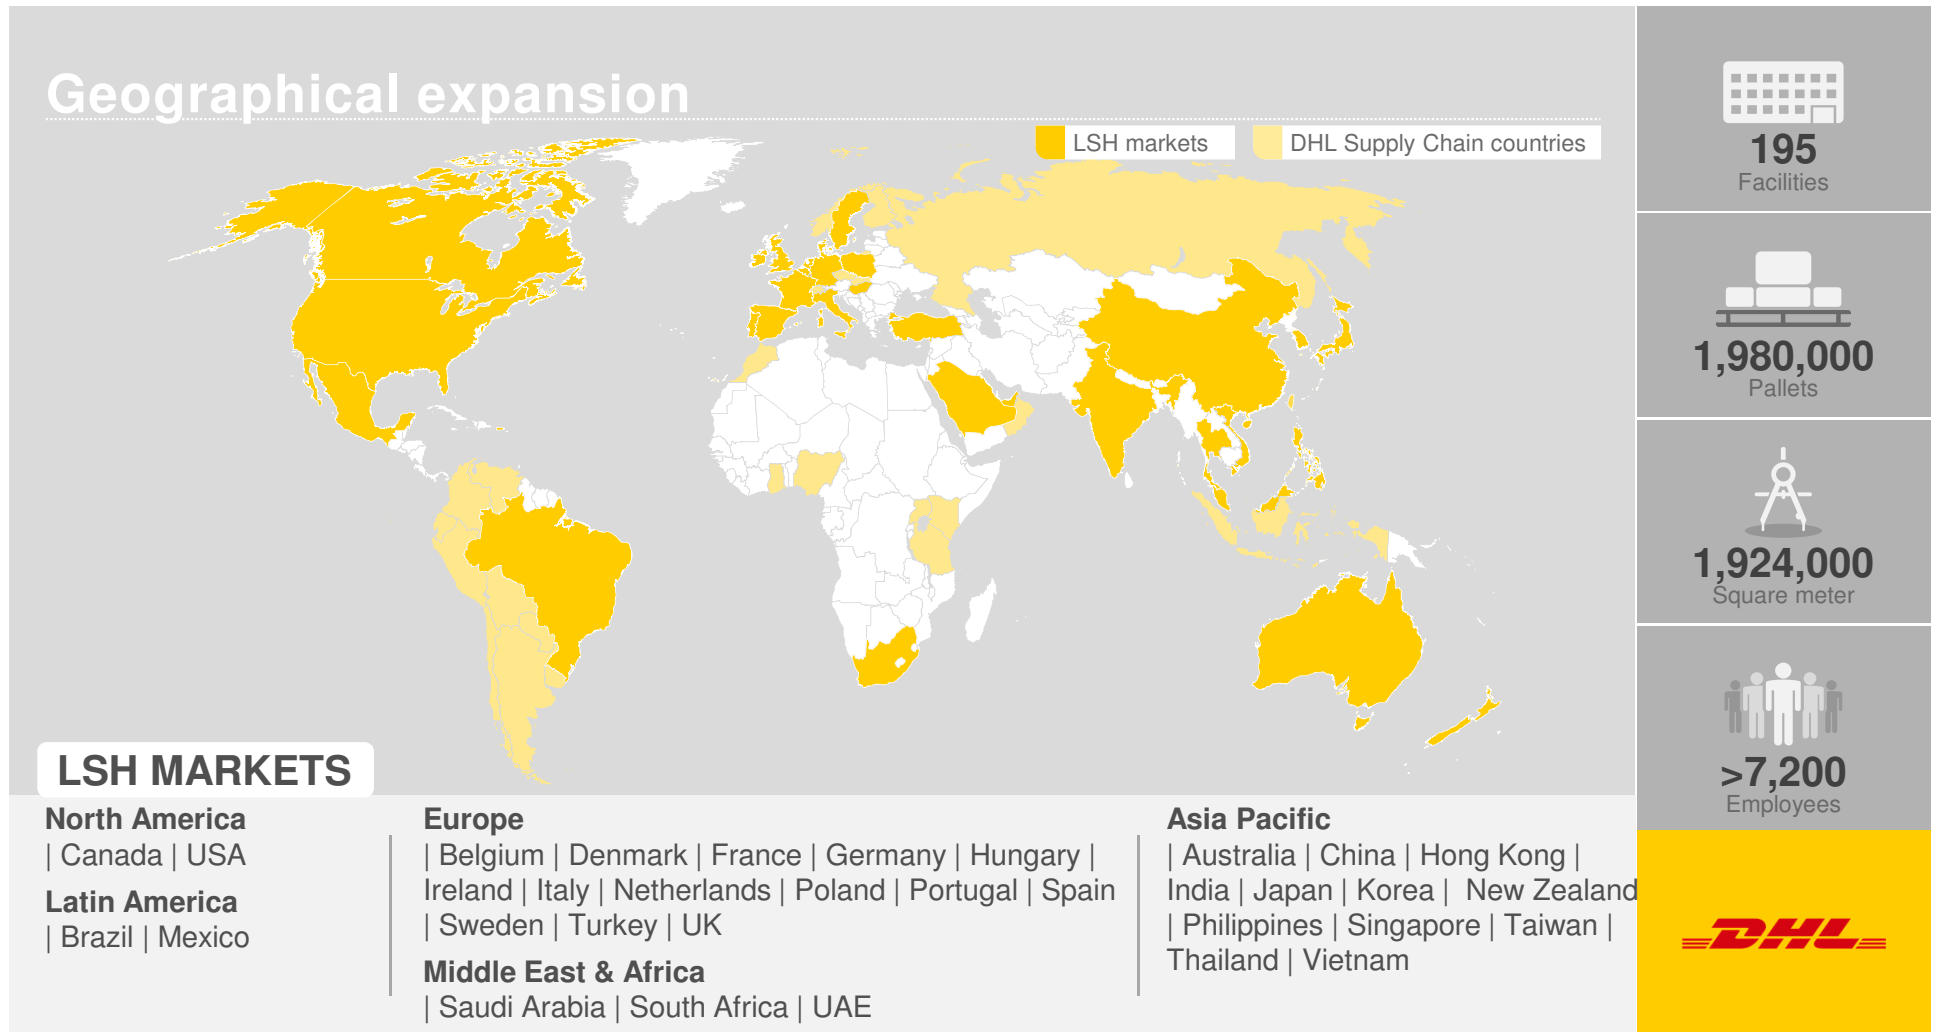 Geographical expansion
LSH markets
DHL Supply Chain countries
195
Facilities
1,980,000
Pallets
1,924,000
Square meter
>7,200
Employees
LSH MARKETS
North America
| Canada | USA
Latin America
| Brazil | Mexico
Europe
| Belgium | Denmark | France | Germany | Hungary |
Ireland | Italy | Netherlands | Poland | Portugal | Spain
| Sweden | Turkey | UK
Middle East & Africa
| Saudi Arabia | South Africa | UAE
Asia Pacific
| Australia | China | Hong Kong |
India | Japan | Korea | New Zealand
| Philippines | Singapore | Taiwan |
Thailand | Vietnam
DHL